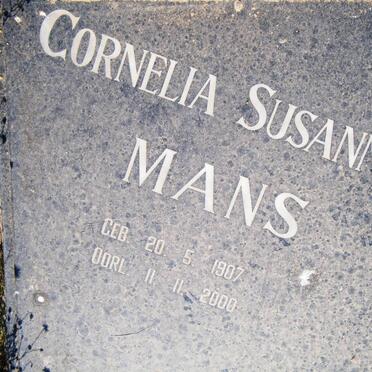 CORNELIA SUSANN
MANS
GEB. 20. 5. 1907
OORL. 11. 11. 2000